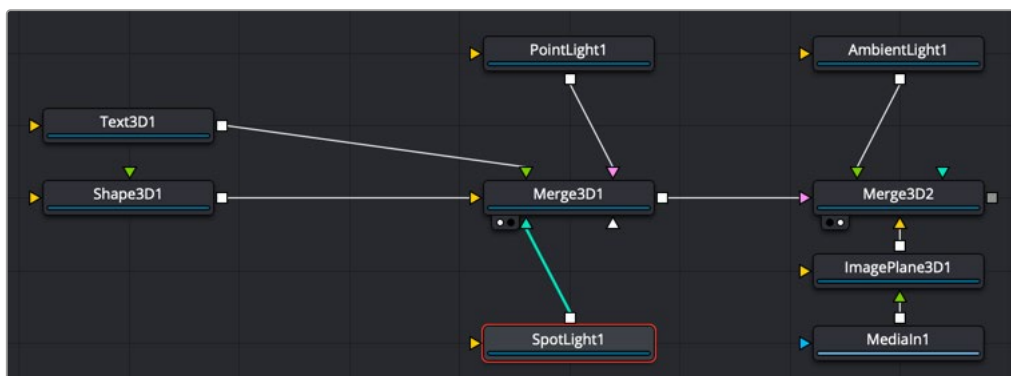 PointLight1
AmbientLight1
Text3D1
Shape3D1
Merge3D1
Merge3D2
ImagePlane3D1
SpotLight1
MediaIn1